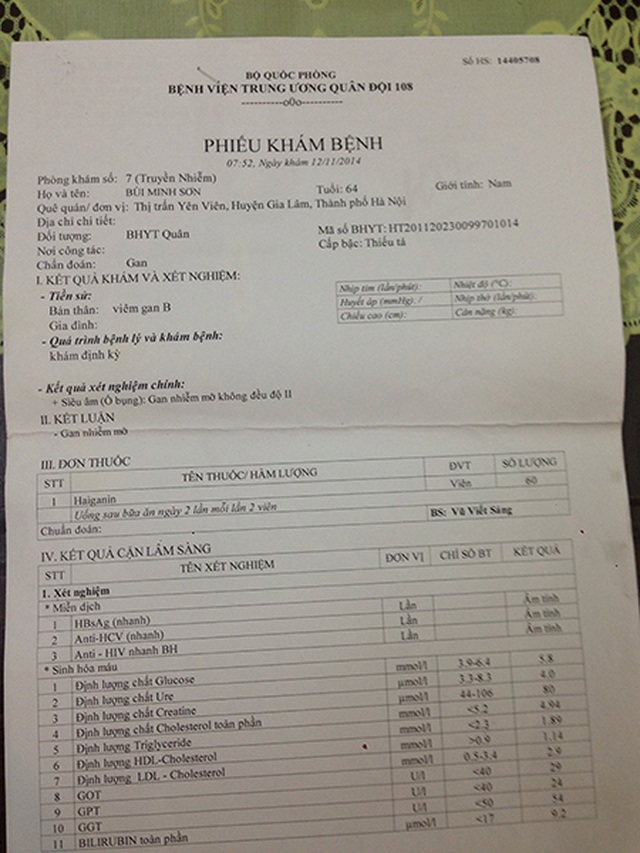 Số HS: 14405708
BỘ QUỐC PHÒNG
BỆNH VIỆN TRUNG ƯƠNG QUÂN ĐỘI 108
----------o0o----------
PHIẾU KHÁM BỆNH
07:52, Ngày khám 12/11/2014
Phòng khám số: 7 (Truyền Nhiễm)
Họ và tên: BÙI MINH SƠN Tuổi: 64 Giới tính: Nam
Quê quán/ đơn vị: Thị trấn Yên Viên, Huyện Gia Lâm, Thành phố Hà Nội
Địa chỉ chi tiết:
Đối tượng: BHYT Quân Mã số BHYT: HT201120230099701014
Nơi công tác: Cấp bậc: Thiếu tá
Chẩn đoán: Gan
I. KẾT QUẢ KHÁM VÀ XÉT NGHIỆM:
- Tiền sử:
Bản thân: viêm gan B
Gia đình:
Nhịp tim (lần/phút): Nhiệt độ (°C):
Huyết áp (mmHg): / Nhịp thở (lần/phút):
Chiều cao (cm): Cân nặng (kg):
- Quá trình bệnh lý và khám bệnh:
khám định kỳ
- Kết quả xét nghiệm chính:
+ Siêu âm (Ổ bụng): Gan nhiễm mỡ không đều độ II
II. KẾT LUẬN
- Gan nhiễm mỡ
III. ĐƠN THUỐC
STT TÊN THUỐC/ HÀM LƯỢNG ĐVT SỐ LƯỢNG
1 Haiganin Viên 60
Uống sau bữa ăn ngày 2 lần mỗi lần 2 viên
Chuẩn đoán: BS: Vũ Viết Sáng
IV. KẾT QUẢ CẬN LÂM SÀNG
STT TÊN XÉT NGHIỆM ĐƠN VỊ CHỈ SỐ BT KẾT QUẢ
1. Xét nghiệm
* Miễn dịch
1 HBsAg (nhanh) Lần Âm tính
2 Anti-HCV (nhanh) Lần Âm tính
3 Anti - HIV nhanh BH Lần Âm tính
* Sinh hóa máu
1 Định lượng chất Glucose mmol/l 3.9-6.4 5.8
2 Định lượng chất Ure µmol/l 3.3-8.3 4.0
3 Định lượng chất Creatine µmol/l 44-106 80
4 Định lượng chất Cholesterol toàn phần mmol/l <5.2 4.94
5 Định lượng Triglyceride mmol/l <2.3 1.89
6 Định lượng HDL-Cholesterol mmol/l >0.9 1.14
7 Định lượng LDL - Cholesterol mmol/l 0.5-3.4 2.9
8 GOT U/l <40 29
9 GPT U/l <40 24
10 GGT U/l <50 54
11 BILIRUBIN toàn phần µmol/l <17 9.2